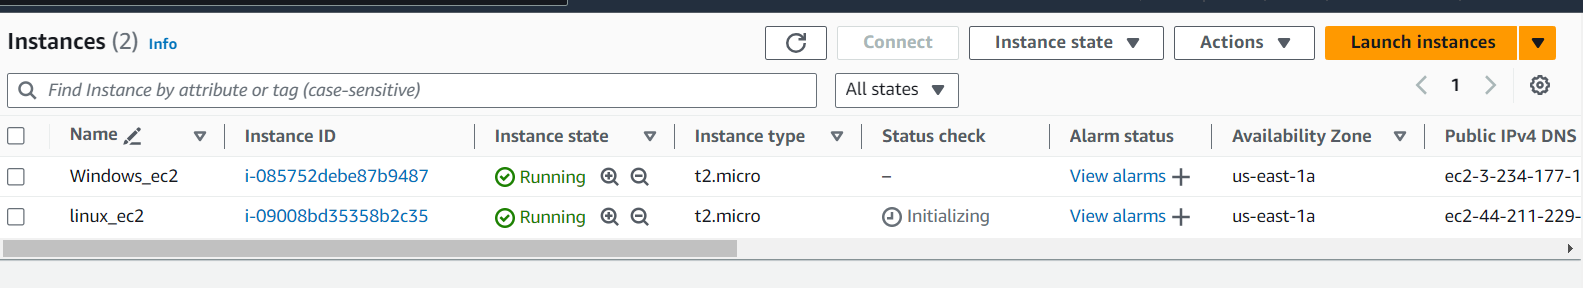 Instances (2) Info
Connect
Instance state
Actions
Launch instances
Find Instance by attribute or tag (case-sensitive)
All states
1
Name Instance ID Instance state Instance type Status check Alarm status Availability Zone Public IPv4 DNS
Windows_ec2 i-085752debe87b9487 Running t2.micro – View alarms + us-east-1a ec2-3-234-177-1
linux_ec2 i-09008bd35358b2c35 Running t2.micro Initializing View alarms + us-east-1a ec2-44-211-229-